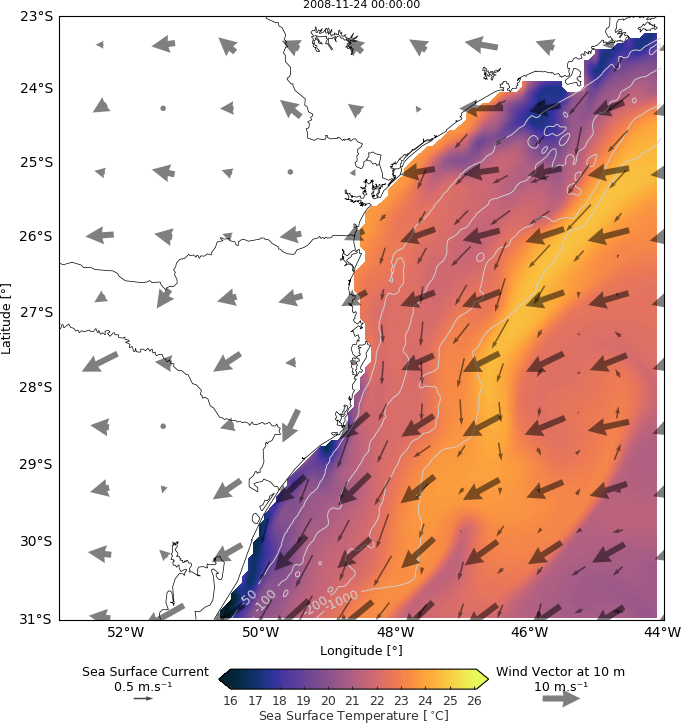 2008-11-24 00:00:00
23°S
24°S
25°S
26°S
27°S
28°S
29°S
30°S
31°S
Latitude [°]
-50
-100
-200
-1000
52°W
50°W
48°W
46°W
44°W
Longitude [°]
Sea Surface Current
0.5 m.s⁻¹
16 17 18 19 20 21 22 23 24 25 26
Sea Surface Temperature [°C]
Wind Vector at 10 m
10 m.s⁻¹